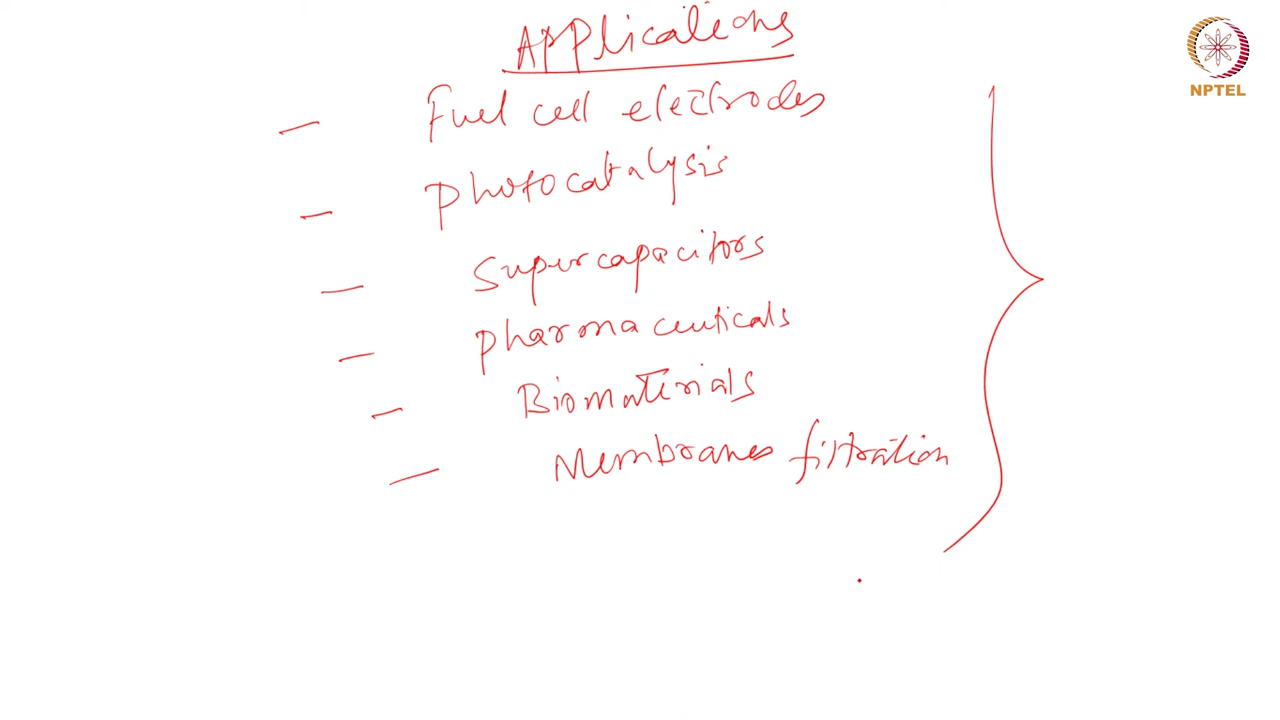 Applications
NPTEL
- Fuel cell electrodes
- Photocatalysis
- Supercapacitors
- Pharmaceuticals
- Biomaterials
- Membranes filtration